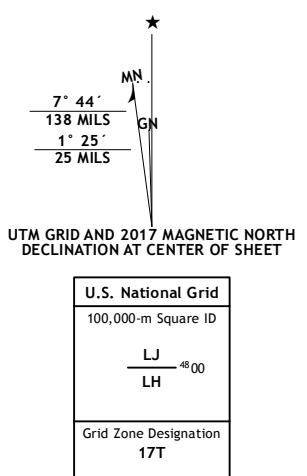 ★
MN
7° 44´
138 MILS
GN
1° 25´
25 MILS
UTM GRID AND 2017 MAGNETIC NORTH
DECLINATION AT CENTER OF SHEET
U.S. National Grid
100,000-m Square ID
LJ
4800
LH
Grid Zone Designation
17T